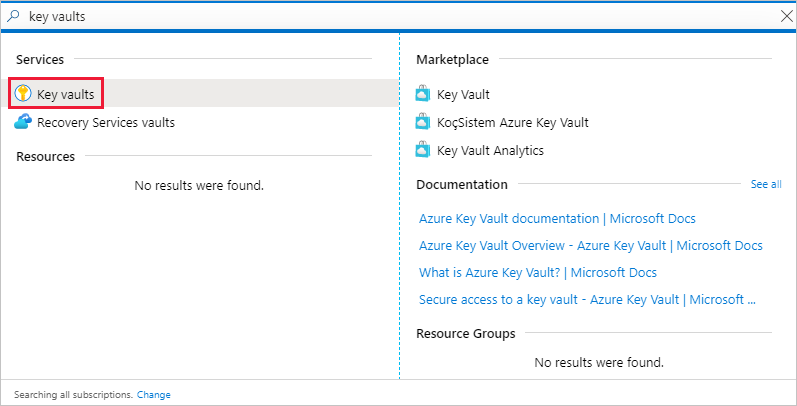 key vaults
Services
Key vaults
Recovery Services vaults
Resources
No results were found.
Marketplace
Key Vault
KoçSistem Azure Key Vault
Key Vault Analytics
Documentation
See all
Azure Key Vault documentation | Microsoft Docs
Azure Key Vault Overview - Azure Key Vault | Microsoft Docs
What is Azure Key Vault? | Microsoft Docs
Secure access to a key vault - Azure Key Vault | Microsoft ...
Resource Groups
No results were found.
Searching all subscriptions. Change